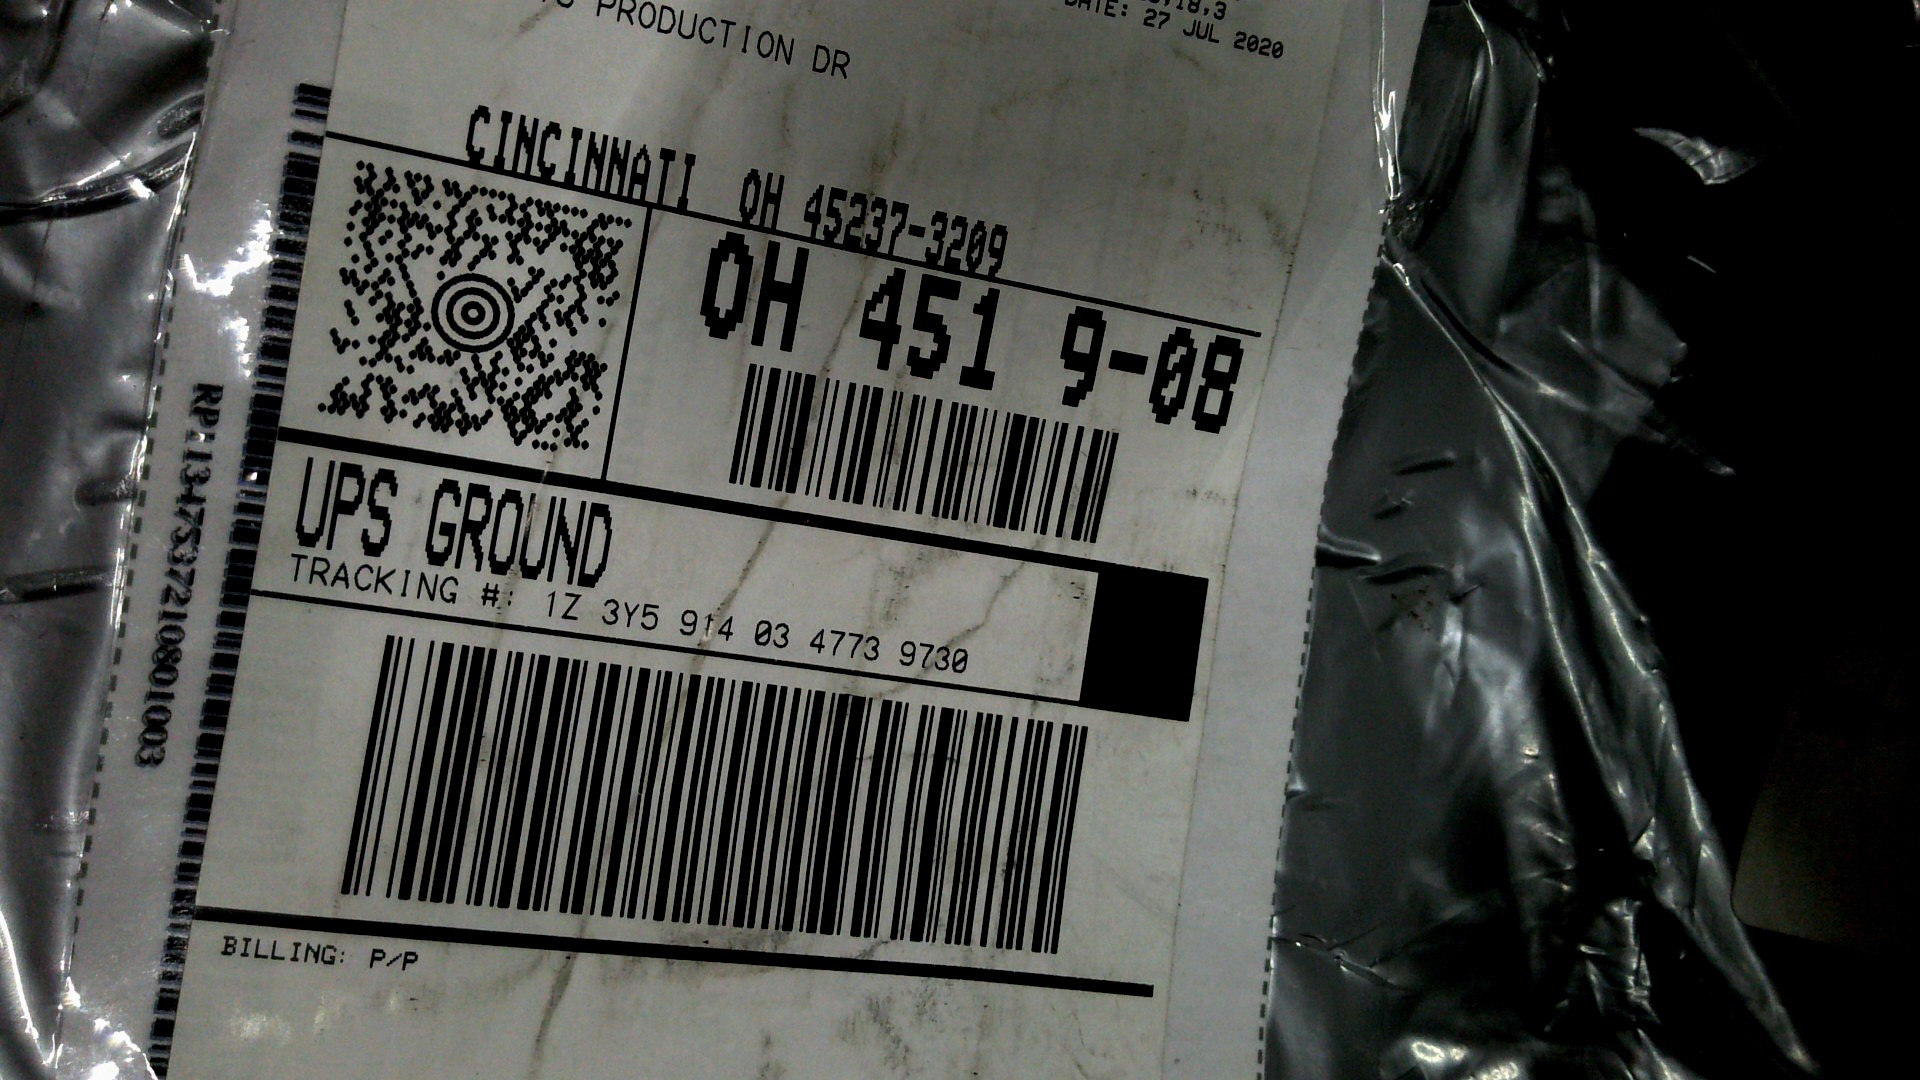 PRODUCTION DR
DATE: 27 JUL 2020
CINCINNATI OH 45237-3209
OH 451 9-08
UPS GROUND
TRACKING #: 1Z 3Y5 914 03 4773 9730
BILLING: P/P